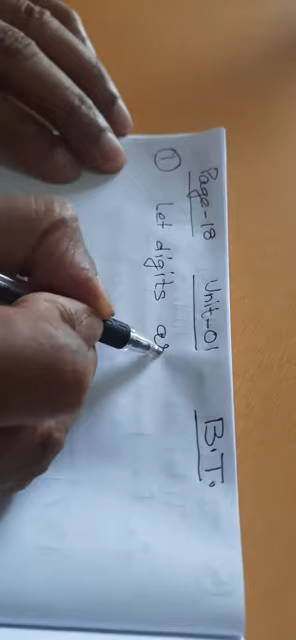 Page-18 Unit-01 B.T.
① Let digits a